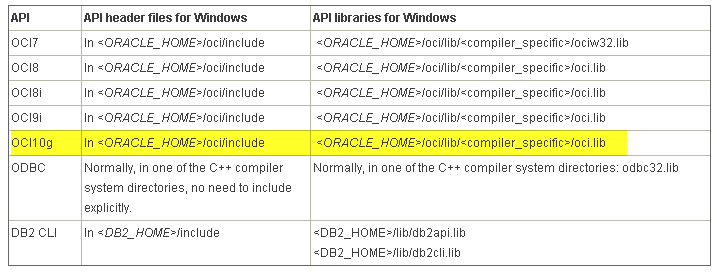 API API header files for Windows API libraries for Windows
OCI7 In <ORACLE_HOME>/oci/include <ORACLE_HOME>/oci/lib/<compiler_specific>/ociw32.lib
OCI8 In <ORACLE_HOME>/oci/include <ORACLE_HOME>/oci/lib/<compiler_specific>/oci.lib
OCI8i In <ORACLE_HOME>/oci/include <ORACLE_HOME>/oci/lib/<compiler_specific>/oci.lib
OCI9i In <ORACLE_HOME>/oci/include <ORACLE_HOME>/oci/lib/<compiler_specific>/oci.lib
OCI10g In <ORACLE_HOME>/oci/include <ORACLE_HOME>/oci/lib/<compiler_specific>/oci.lib
ODBC Normally, in one of the C++ compiler Normally, in one of the C++ compiler system directories: odbc32.lib
system directories, no need to include
explicitly.
DB2 CLI In <DB2_HOME>/include <DB2_HOME>/lib/db2api.lib
<DB2_HOME>/lib/db2cli.lib